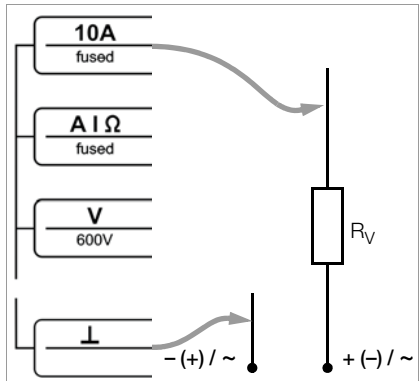 10A
fused
A I Ω
fused
V
600V
⊥
R_V
– (+) / ~
+ (–) / ~